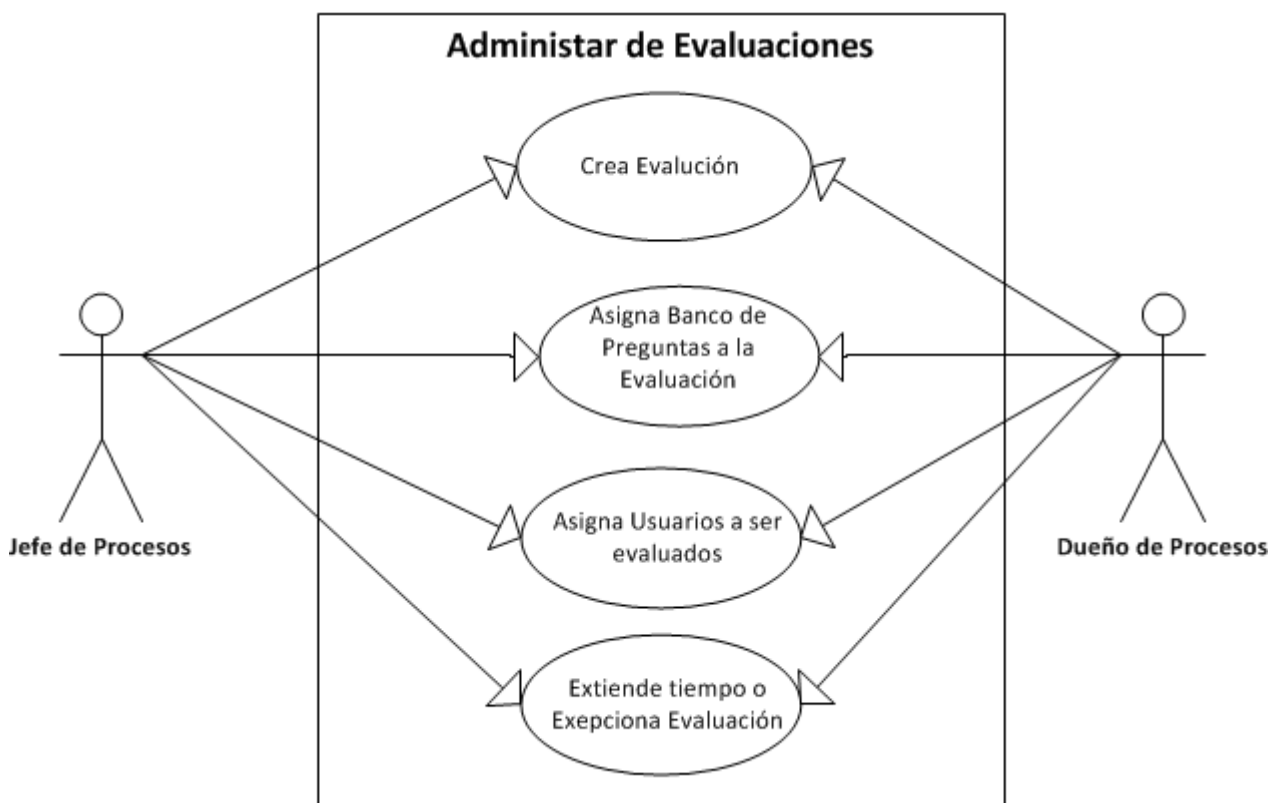 Administar de Evaluaciones
Crea Evalución
Asigna Banco de
Preguntas a la
Evaluación
Asigna Usuarios a ser
evaluados
Extiende tiempo o
Exepciona Evaluación
Jefe de Procesos
Dueño de Procesos